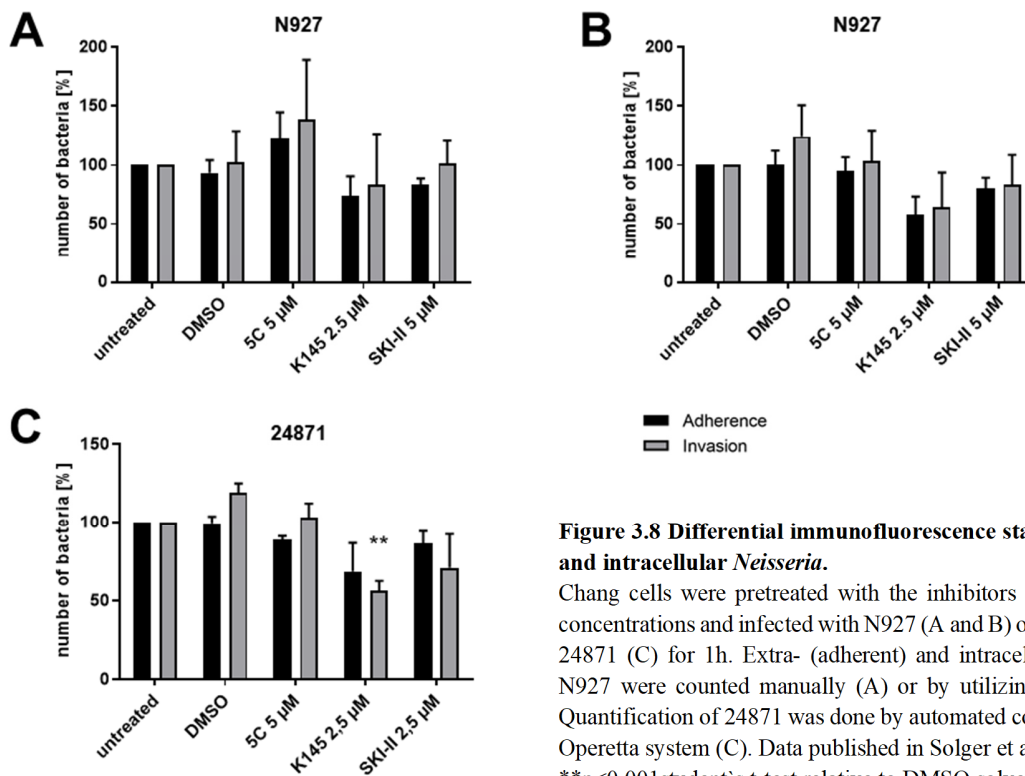 A
N927
number of bacteria [%]
200
150
100
50
0
untreated
DMSO
5C 5 µM
K145 2.5 µM
SKI-II 5 µM
B
N927
number of bacteria [%]
200
150
100
50
0
untreated
DMSO
5C 5 µM
K145 2.5 µM
SKI-II 5 µM
C
24871
number of bacteria [%]
150
100
50
0
**
untreated
DMSO
5C 5 µM
K145 2,5 µM
SKI-II 2,5 µM
Adherence
Invasion
Figure 3.8 Differential immunofluorescence sta
and intracellular Neisseria.
Chang cells were pretreated with the inhibitors
concentrations and infected with N927 (A and B) o
24871 (C) for 1h. Extra- (adherent) and intracel
N927 were counted manually (A) or by utilizin
Quantification of 24871 was done by automated co
Operetta system (C). Data published in Solger et a